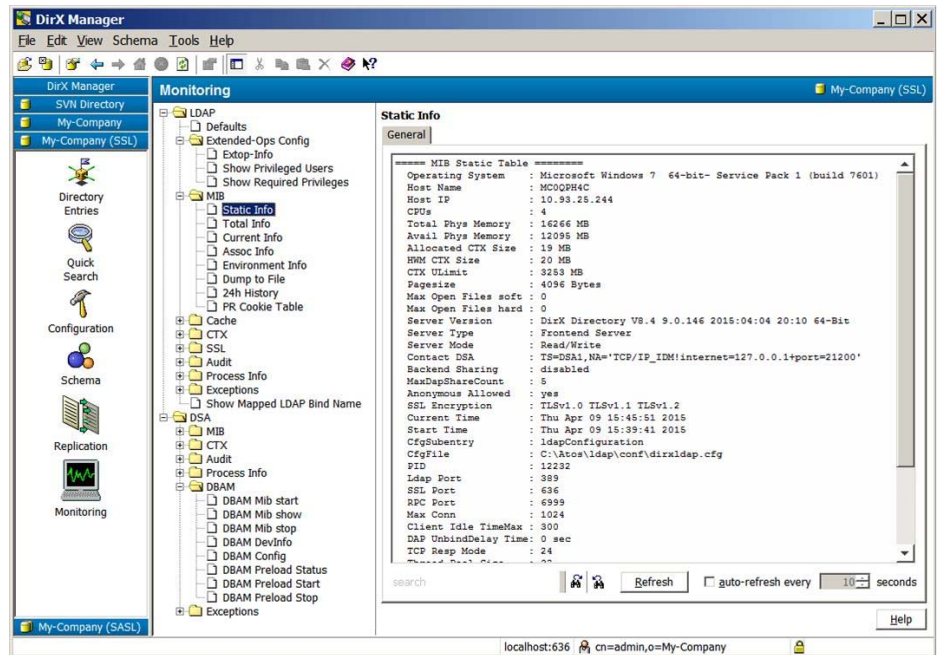 DirX Manager
File Edit View Schema Tools Help
DirX Manager
SVN Directory
My-Company
My-Company (SSL)
Directory
Entries
Quick
Search
Configuration
Schema
Replication
Monitoring
My-Company (SASL)
Monitoring
My-Company (SSL)
LDAP
Defaults
Extended-Ops Config
Extop-Info
Show Privileged Users
Show Required Privileges
MIB
Static Info
Total Info
Current Info
Assoc Info
Environment Info
Dump to File
24h History
PR Cookie Table
Cache
CTX
SSL
Audit
Process Info
Exceptions
Show Mapped LDAP Bind Name
DSA
MIB
CTX
Audit
Process Info
DBAM
DBAM Mib start
DBAM Mib show
DBAM Mib stop
DBAM DevInfo
DBAM Config
DBAM Preload Status
DBAM Preload Start
DBAM Preload Stop
Exceptions
Static Info
General
===== MIB Static Table ========
Operating System : Microsoft Windows 7 64-bit- Service Pack 1 (build 7601)
Host Name : MC0QPH4C
Host IP : 10.93.25.244
CPUs : 4
Total Phys Memory : 16266 MB
Avail Phys Memory : 12095 MB
Allocated CTX Size : 19 MB
HWM CTX Size : 20 MB
CTX ULimit : 3253 MB
Pagesize : 4096 Bytes
Max Open Files soft : 0
Max Open Files hard : 0
Server Version : DirX Directory V8.4 9.0.146 2015:04:04 20:10 64-Bit
Server Type : Frontend Server
Server Mode : Read/Write
Contact DSA : TS=DSA1,NA='TCP/IP_IDM!internet=127.0.0.1+port=21200'
Backend Sharing : disabled
MaxDapShareCount : 5
Anonymous Allowed : yes
SSL Encryption : TLSv1.0 TLSv1.1 TLSv1.2
Current Time : Thu Apr 09 15:45:51 2015
Start Time : Thu Apr 09 15:39:41 2015
CfgSubentry : ldapConfiguration
CfgFile : C:\Atos\ldap\conf\dirxldap.cfg
PID : 12232
Ldap Port : 389
SSL Port : 636
RPC Port : 6999
Max Conn : 1024
Client Idle TimeMax : 300
DAP UnbindDelay Time: 0 sec
TCP Resp Mode : 24
search
Refresh
auto-refresh every 10 seconds
Help
localhost:636 cn=admin,o=My-Company